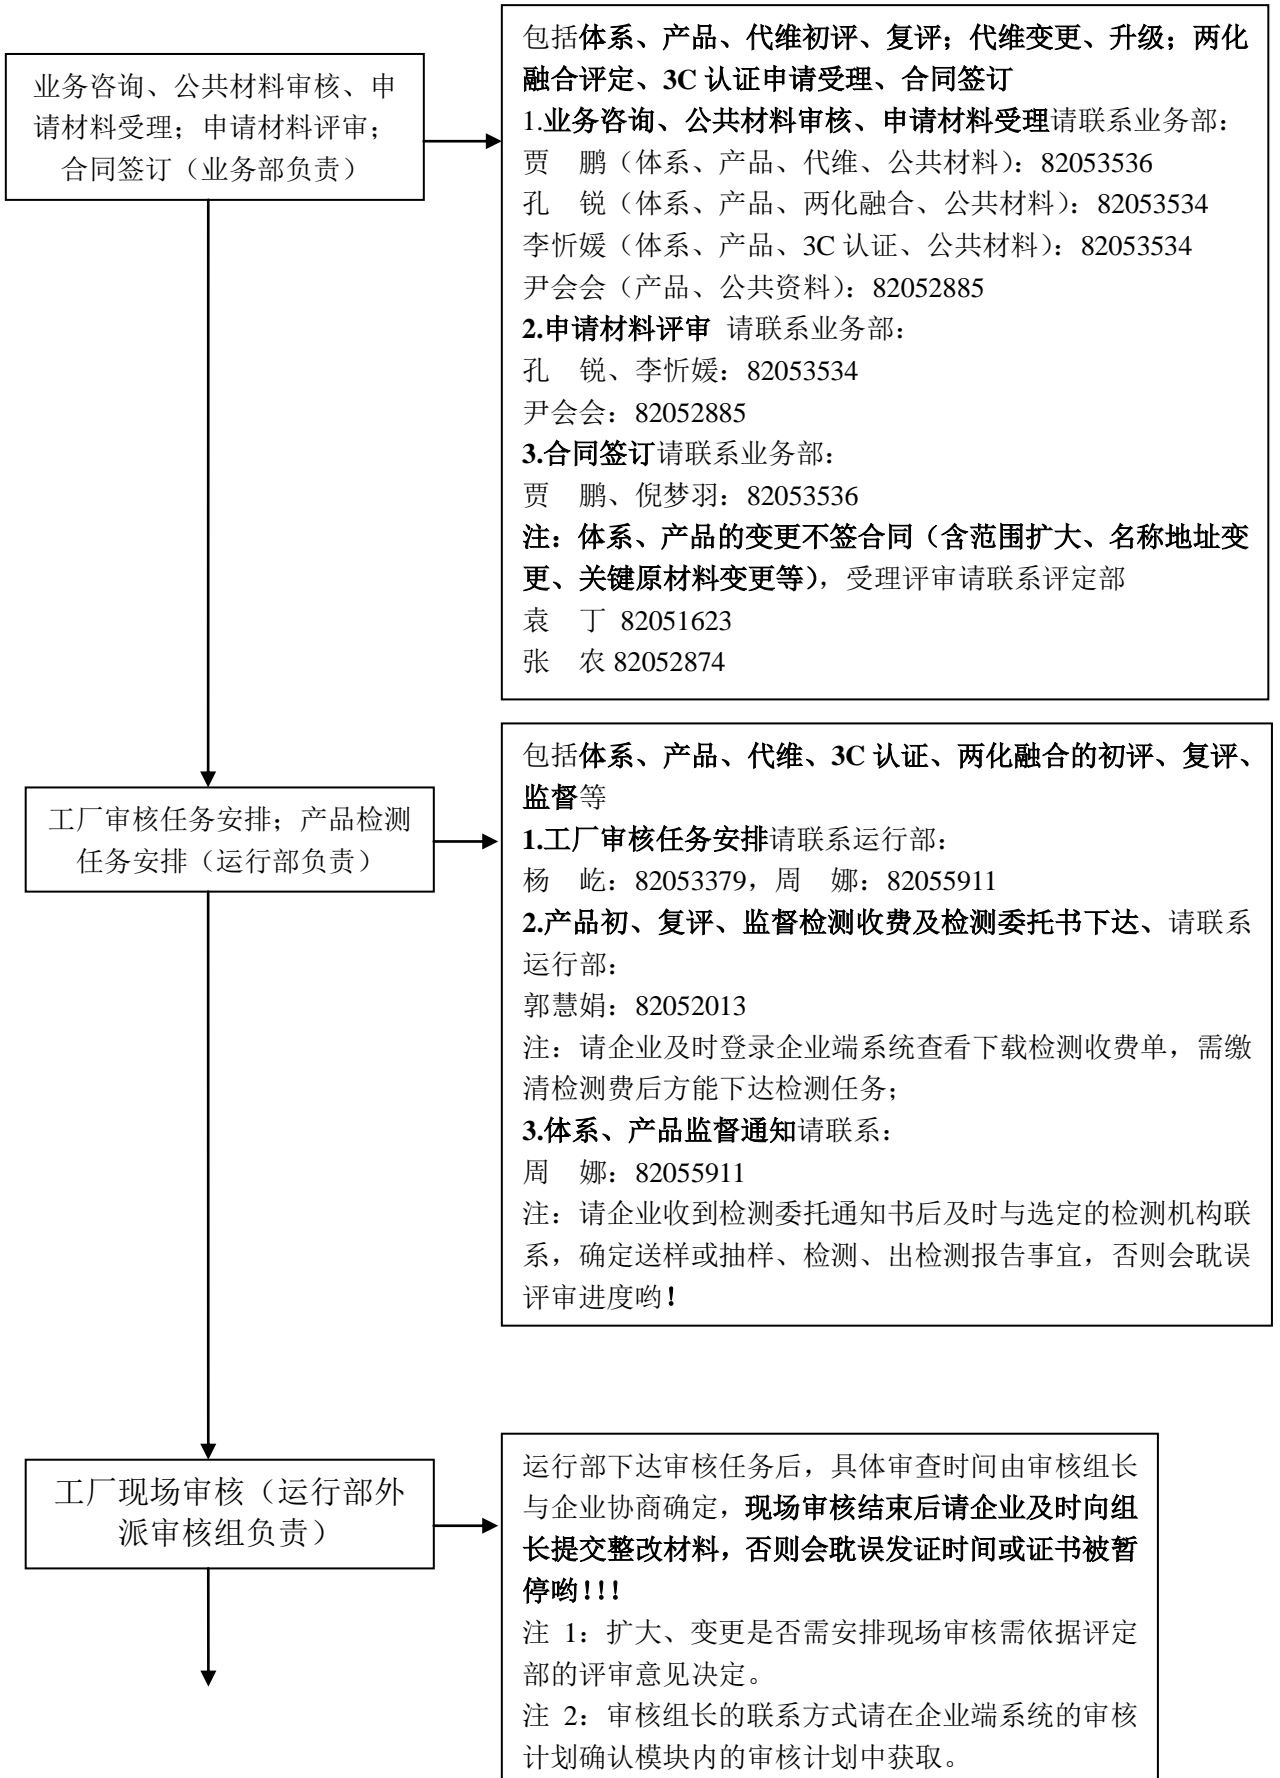 业务咨询、公共材料审核、申
请材料受理；申请材料评审；
合同签订（业务部负责）
包括体系、产品、代维初评、复评；代维变更、升级；两化
融合评定、3C 认证申请受理、合同签订
1.业务咨询、公共材料审核、申请材料受理请联系业务部：
贾　鹏（体系、产品、代维、公共材料）：82053536
孔　锐（体系、产品、两化融合、公共材料）：82053534
李忻媛（体系、产品、3C 认证、公共材料）：82053534
尹会会（产品、公共资料）：82052885
2.申请材料评审 请联系业务部：
孔　锐、李忻媛：82053534
尹会会：82052885
3.合同签订请联系业务部：
贾　鹏、倪梦羽：82053536
注：体系、产品的变更不签合同（含范围扩大、名称地址变
更、关键原材料变更等），受理评审请联系评定部
袁　丁 82051623
张　农 82052874
工厂审核任务安排；产品检测
任务安排（运行部负责）
包括体系、产品、代维、3C 认证、两化融合的初评、复评、
监督等
1.工厂审核任务安排请联系运行部：
杨　屹：82053379，周　娜：82055911
2.产品初、复评、监督检测收费及检测委托书下达、请联系
运行部：
郭慧娟：82052013
注：请企业及时登录企业端系统查看下载检测收费单，需缴
清检测费后方能下达检测任务；
3.体系、产品监督通知请联系：
周　娜：82055911
注：请企业收到检测委托通知书后及时与选定的检测机构联
系，确定送样或抽样、检测、出检测报告事宜，否则会耽误
评审进度哟！
工厂现场审核（运行部外
派审核组负责）
运行部下达审核任务后，具体审查时间由审核组长
与企业协商确定，现场审核结束后请企业及时向组
长提交整改材料，否则会耽误发证时间或证书被暂
停哟！！！
注 1：扩大、变更是否需安排现场审核需依据评定
部的评审意见决定。
注 2：审核组长的联系方式请在企业端系统的审核
计划确认模块内的审核计划中获取。